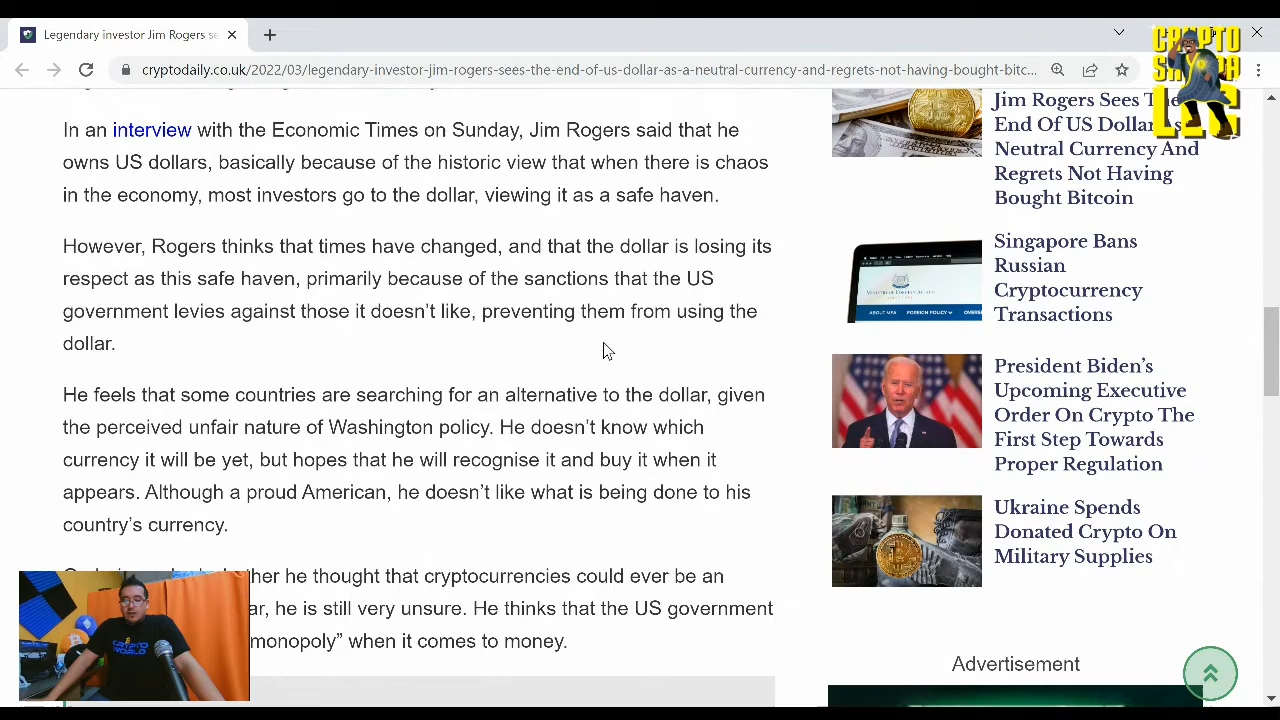 Legendary investor Jim Rogers se
cryptodaily.co.uk/2022/03/legendary-investor-jim-rogers-sees-
end-of-us-dollar-as-a-neutral-currency-and-regrets-not-having-bought-bitc...
CRYPTO
In an interview with the Economic Times on Sunday, Jim Rogers said that he
owns US dollars, basically because of the historic view that when there is chaos
in the economy, most investors go to the dollar, viewing it as a safe haven.
However, Rogers thinks that times have changed, and that the dollar is losing its
respect as this safe haven, primarily because of the sanctions that the US
government levies against those it doesn't like, preventing them from using the
dollar.
He feels that some countries are searching for an alternative to the dollar, given
the perceived unfair nature of Washington policy. He doesn't know which
currency it will be yet, but hopes that he will recognise it and buy it when it
appears. Although a proud American, he doesn't like what is being done to his
country's currency.
he thought that cryptocurrencies could ever be an
he is still very unsure. He thinks that the US government
monopoly" when it comes to money.
CRYPTO
WORLD
Jim Rogers Sees The
End Of US Dollar As
Neutral Currency And
Regrets Not Having
Bought Bitcoin
Singapore Bans
Russian
Cryptocurrency
Transactions
ABOUT MFA FOREIGN POLICY
President Biden's
Upcoming Executive
Order On Crypto The
First Step Towards
Proper Regulation
Ukraine Spends
Donated Crypto On
Military Supplies
Advertisement